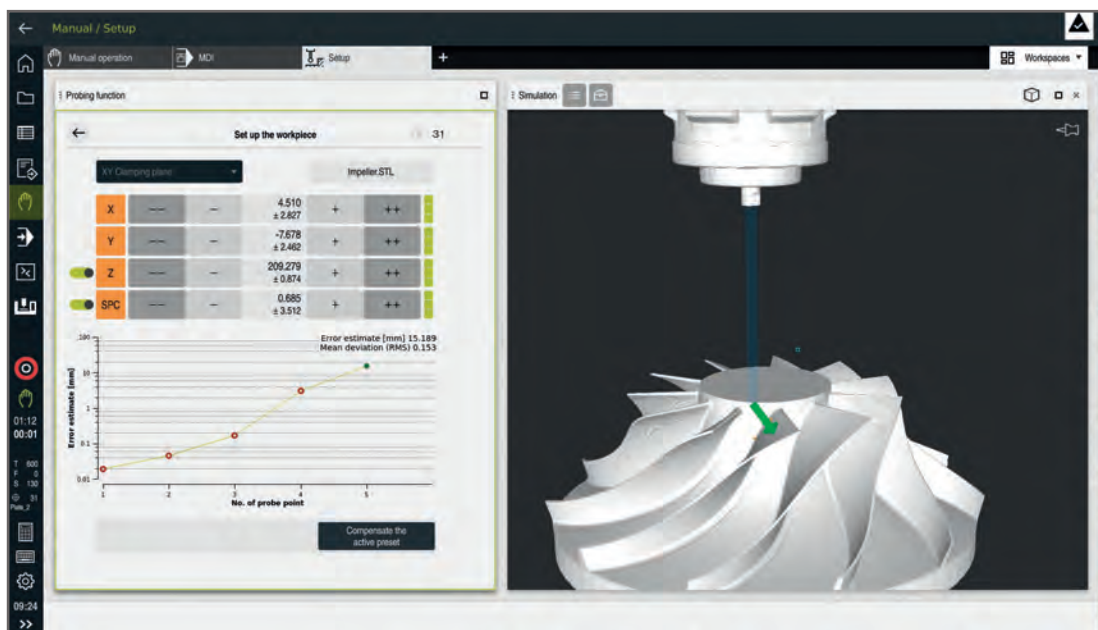 Manual / Setup
Manual operation
MDI
Setup
+
Workspaces
Probing function
Simulation
Set up the workpiece
31
XY Clamping plane
Impeller.STL
X -- - 4.510 + ++
± 2.827
Y -- - -7.678 + ++
± 2.462
Z -- - 209.279 + ++
± 0.874
SPC -- - 0.685 + ++
± 3.512
Error estimate [mm] 15.189
Mean deviation (RMS) 0.153
Error estimate [mm]
100
10
1
0.1
0.01
1 2 3 4 5
No. of probe point
Compensate the
active preset
01:12
00:01
T 600
F 0
S 130
31
09:24